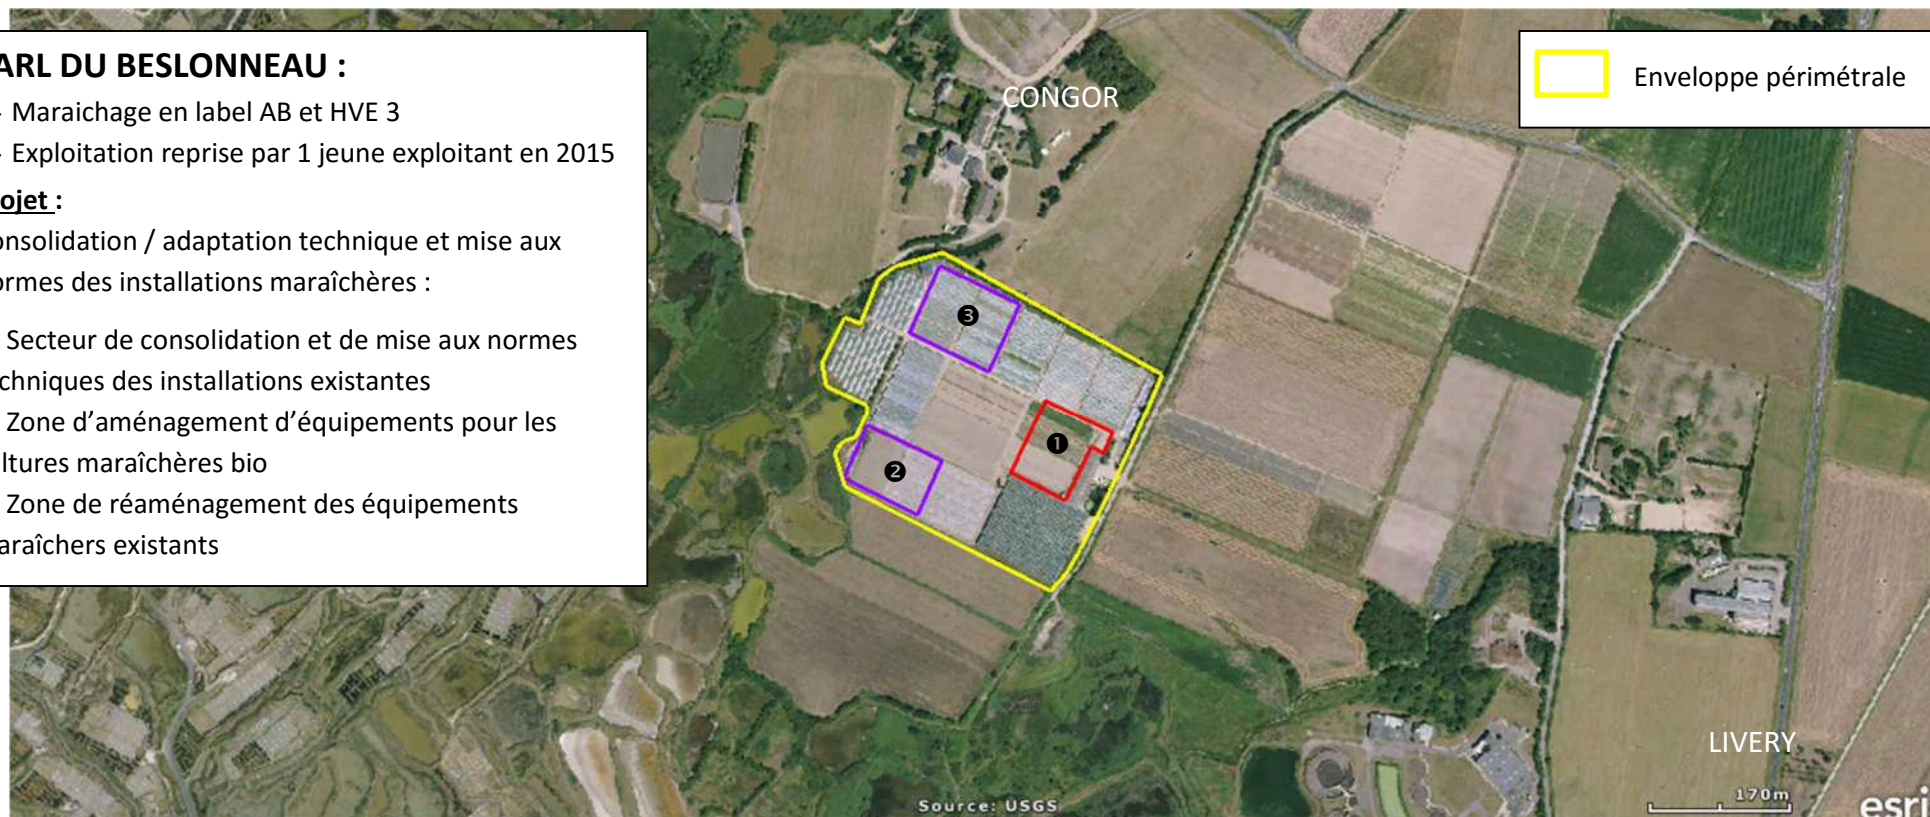 ARL DU BESLONNEAU :
Maraichage en label AB et HVE 3
Exploitation reprise par 1 jeune exploitant en 2015
ojet :
onsolidation / adaptation technique et mise aux
ormes des installations maraîchères :
Secteur de consolidation et de mise aux normes
chniques des installations existantes
Zone d’aménagement d’équipements pour les
ltures maraîchères bio
Zone de réaménagement des équipements
araîchers existants
Enveloppe périmétrale
CONGOR
❸
❶
❷
LIVERY
170m
Source: USGS
esri